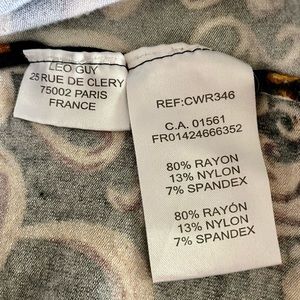 LEO GUY
25 RUE DE CLERY
75002 PARIS
FRANCE
REF:CWR346
C.A. 01561
FR01424666352
80% RAYON
13% NYLON
7% SPANDEX
80% RAYÓN
13% NYLON
7% SPANDEX